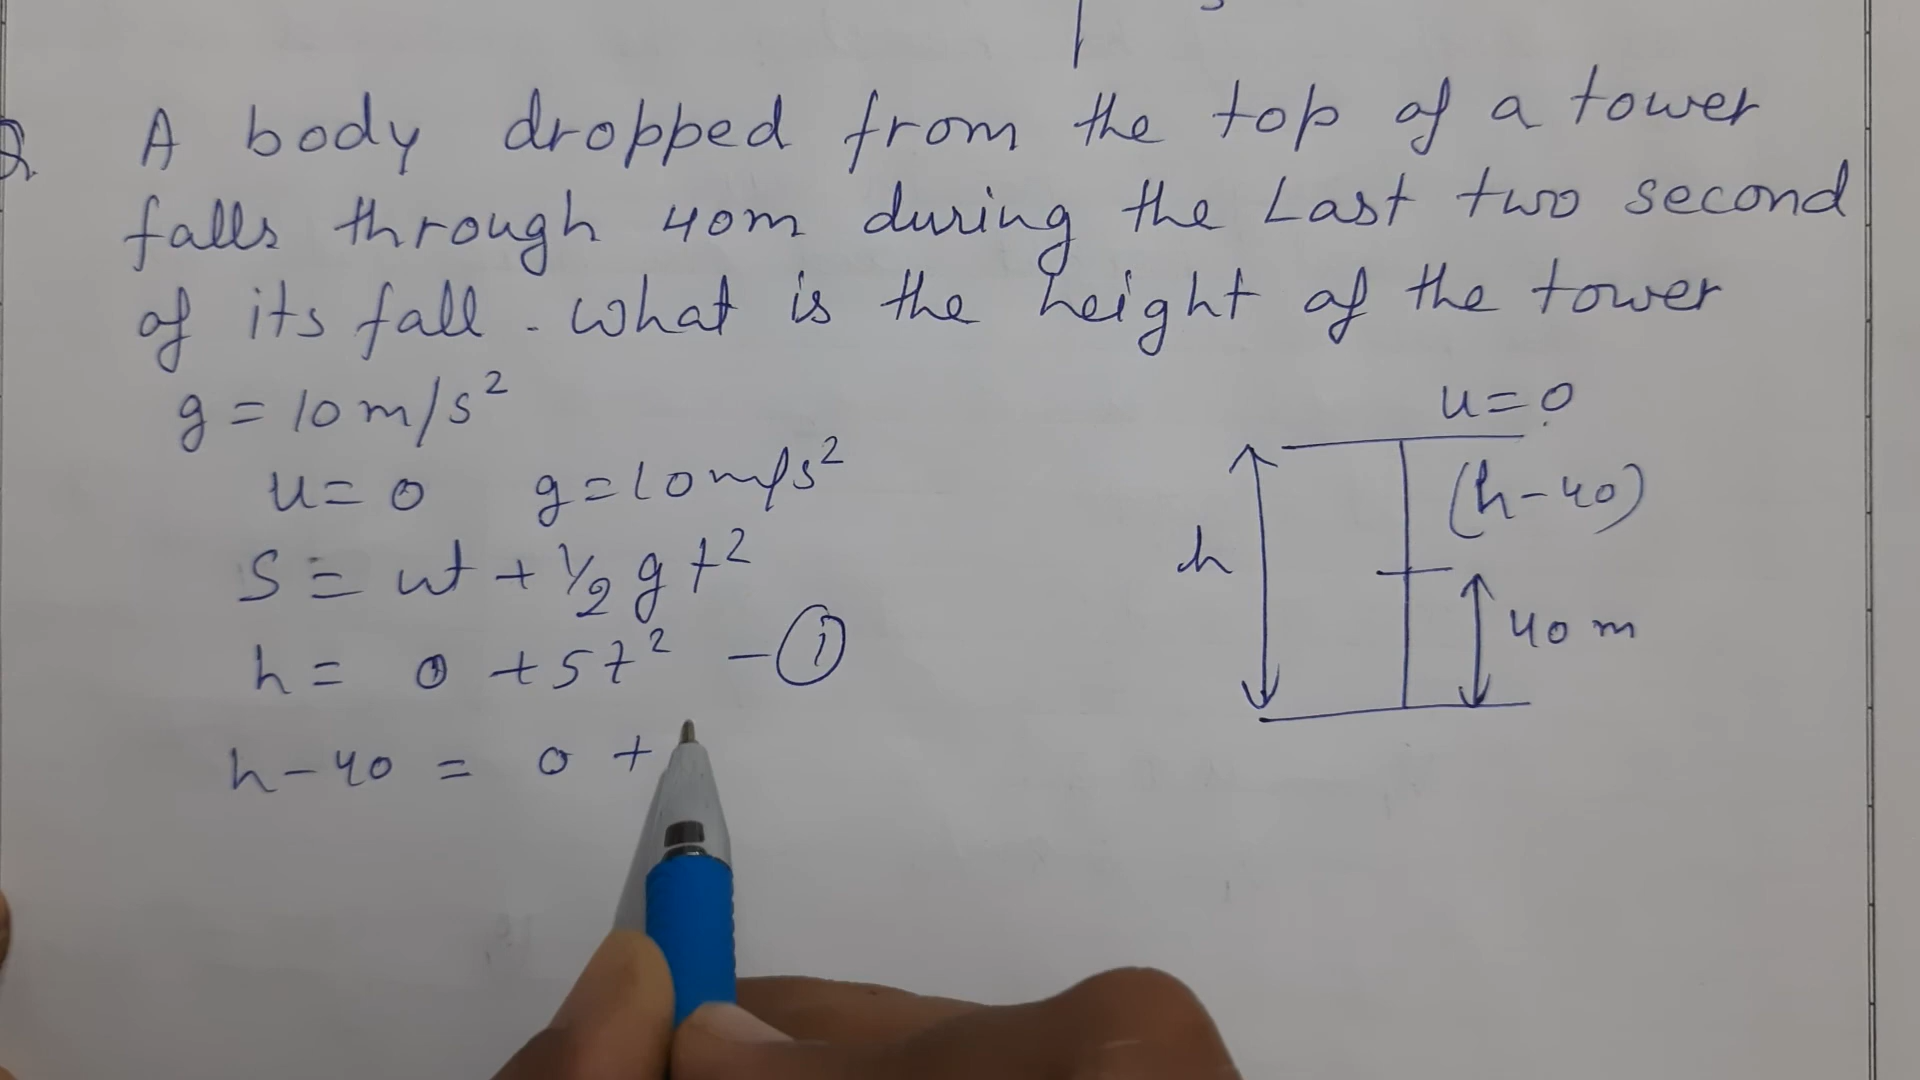 Q.
A body dropped from the top of a tower
falls through 40m during the Last two second
of its fall. What is the height of the tower
g = 10 m/s²
u = 0 g = 10 m/s²
S = ut + ½ g t²
h = 0 + 5t² - (i)
h - 40 = 0 +
u = 0
(h-40)
h
40 m